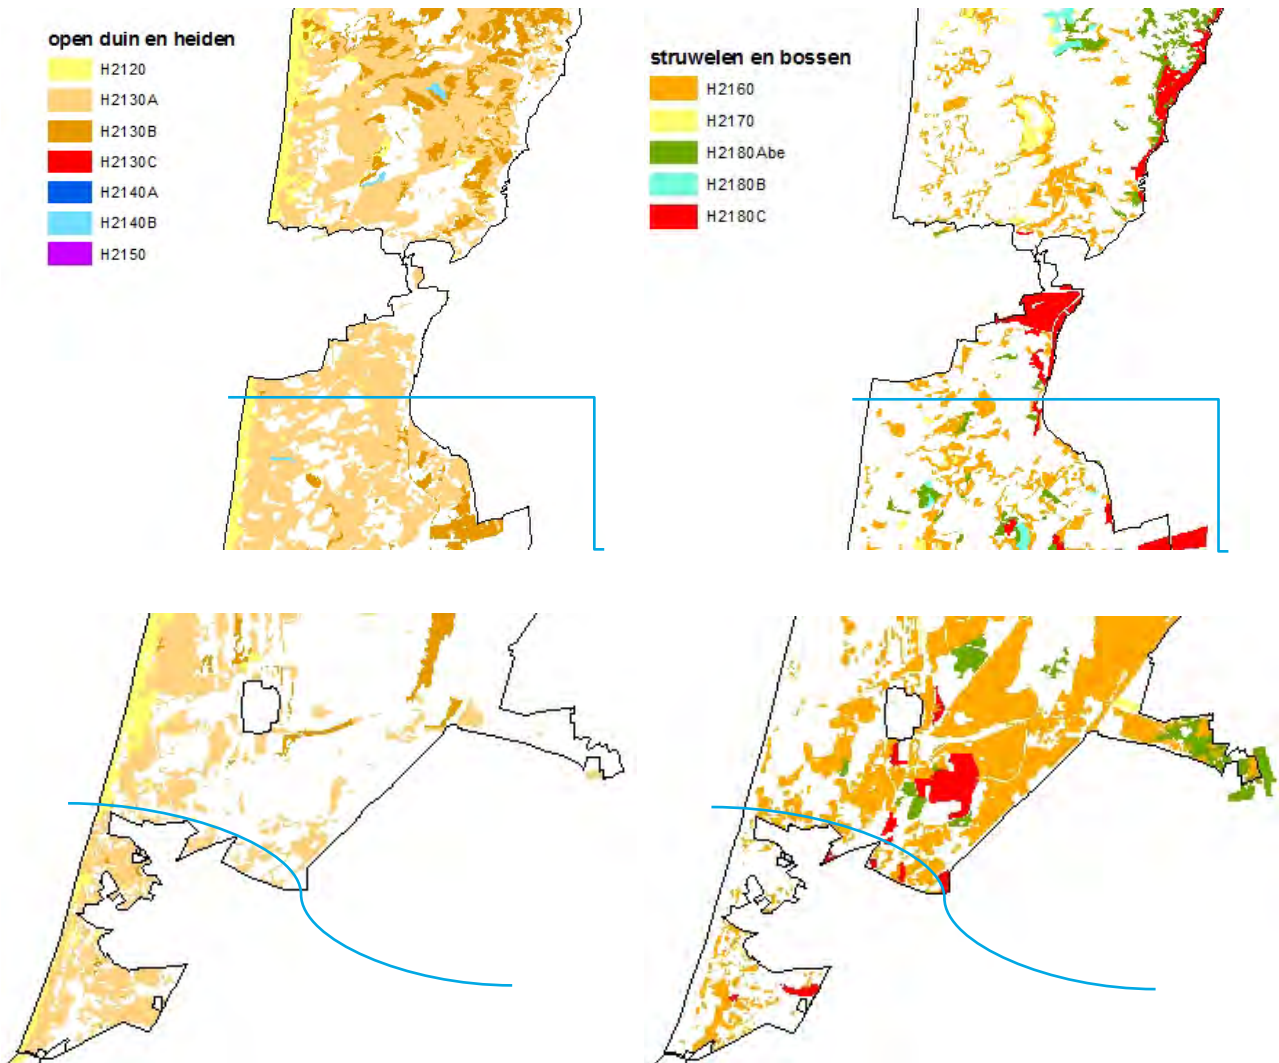 open duin en heiden
H2120
H2130A
H2130B
H2130C
H2140A
H2140B
H2150
struwelen en bossen
H2160
H2170
H2180Abe
H2180B
H2180C